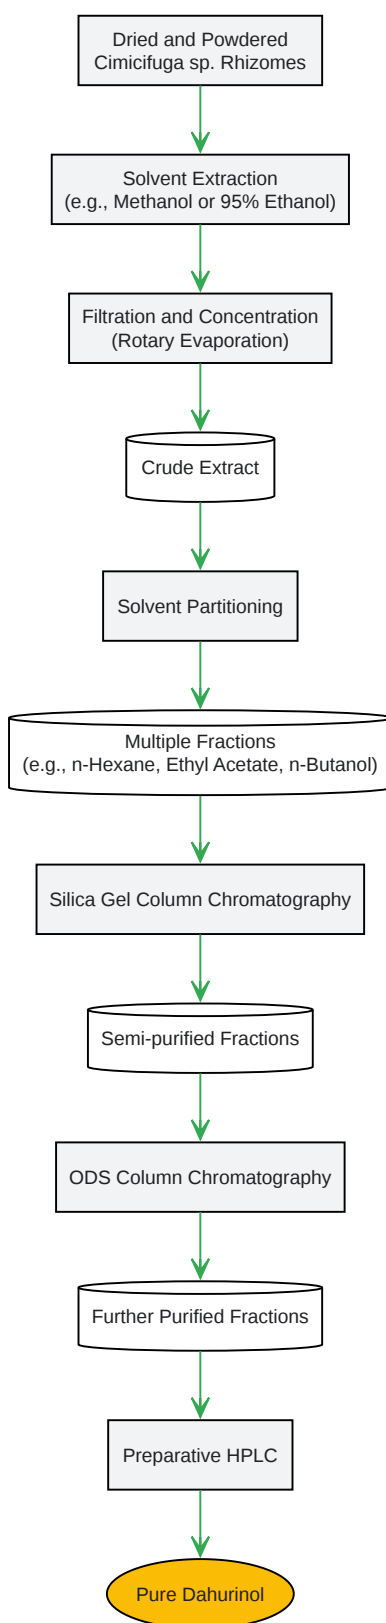 Dried and Powdered
Cimicifuga sp. Rhizomes
Solvent Extraction
(e.g., Methanol or 95% Ethanol)
Filtration and Concentration
(Rotary Evaporation)
Crude Extract
Solvent Partitioning
Multiple Fractions
(e.g., n-Hexane, Ethyl Acetate, n-Butanol)
Silica Gel Column Chromatography
Semi-purified Fractions
ODS Column Chromatography
Further Purified Fractions
Preparative HPLC
Pure Dahurinol